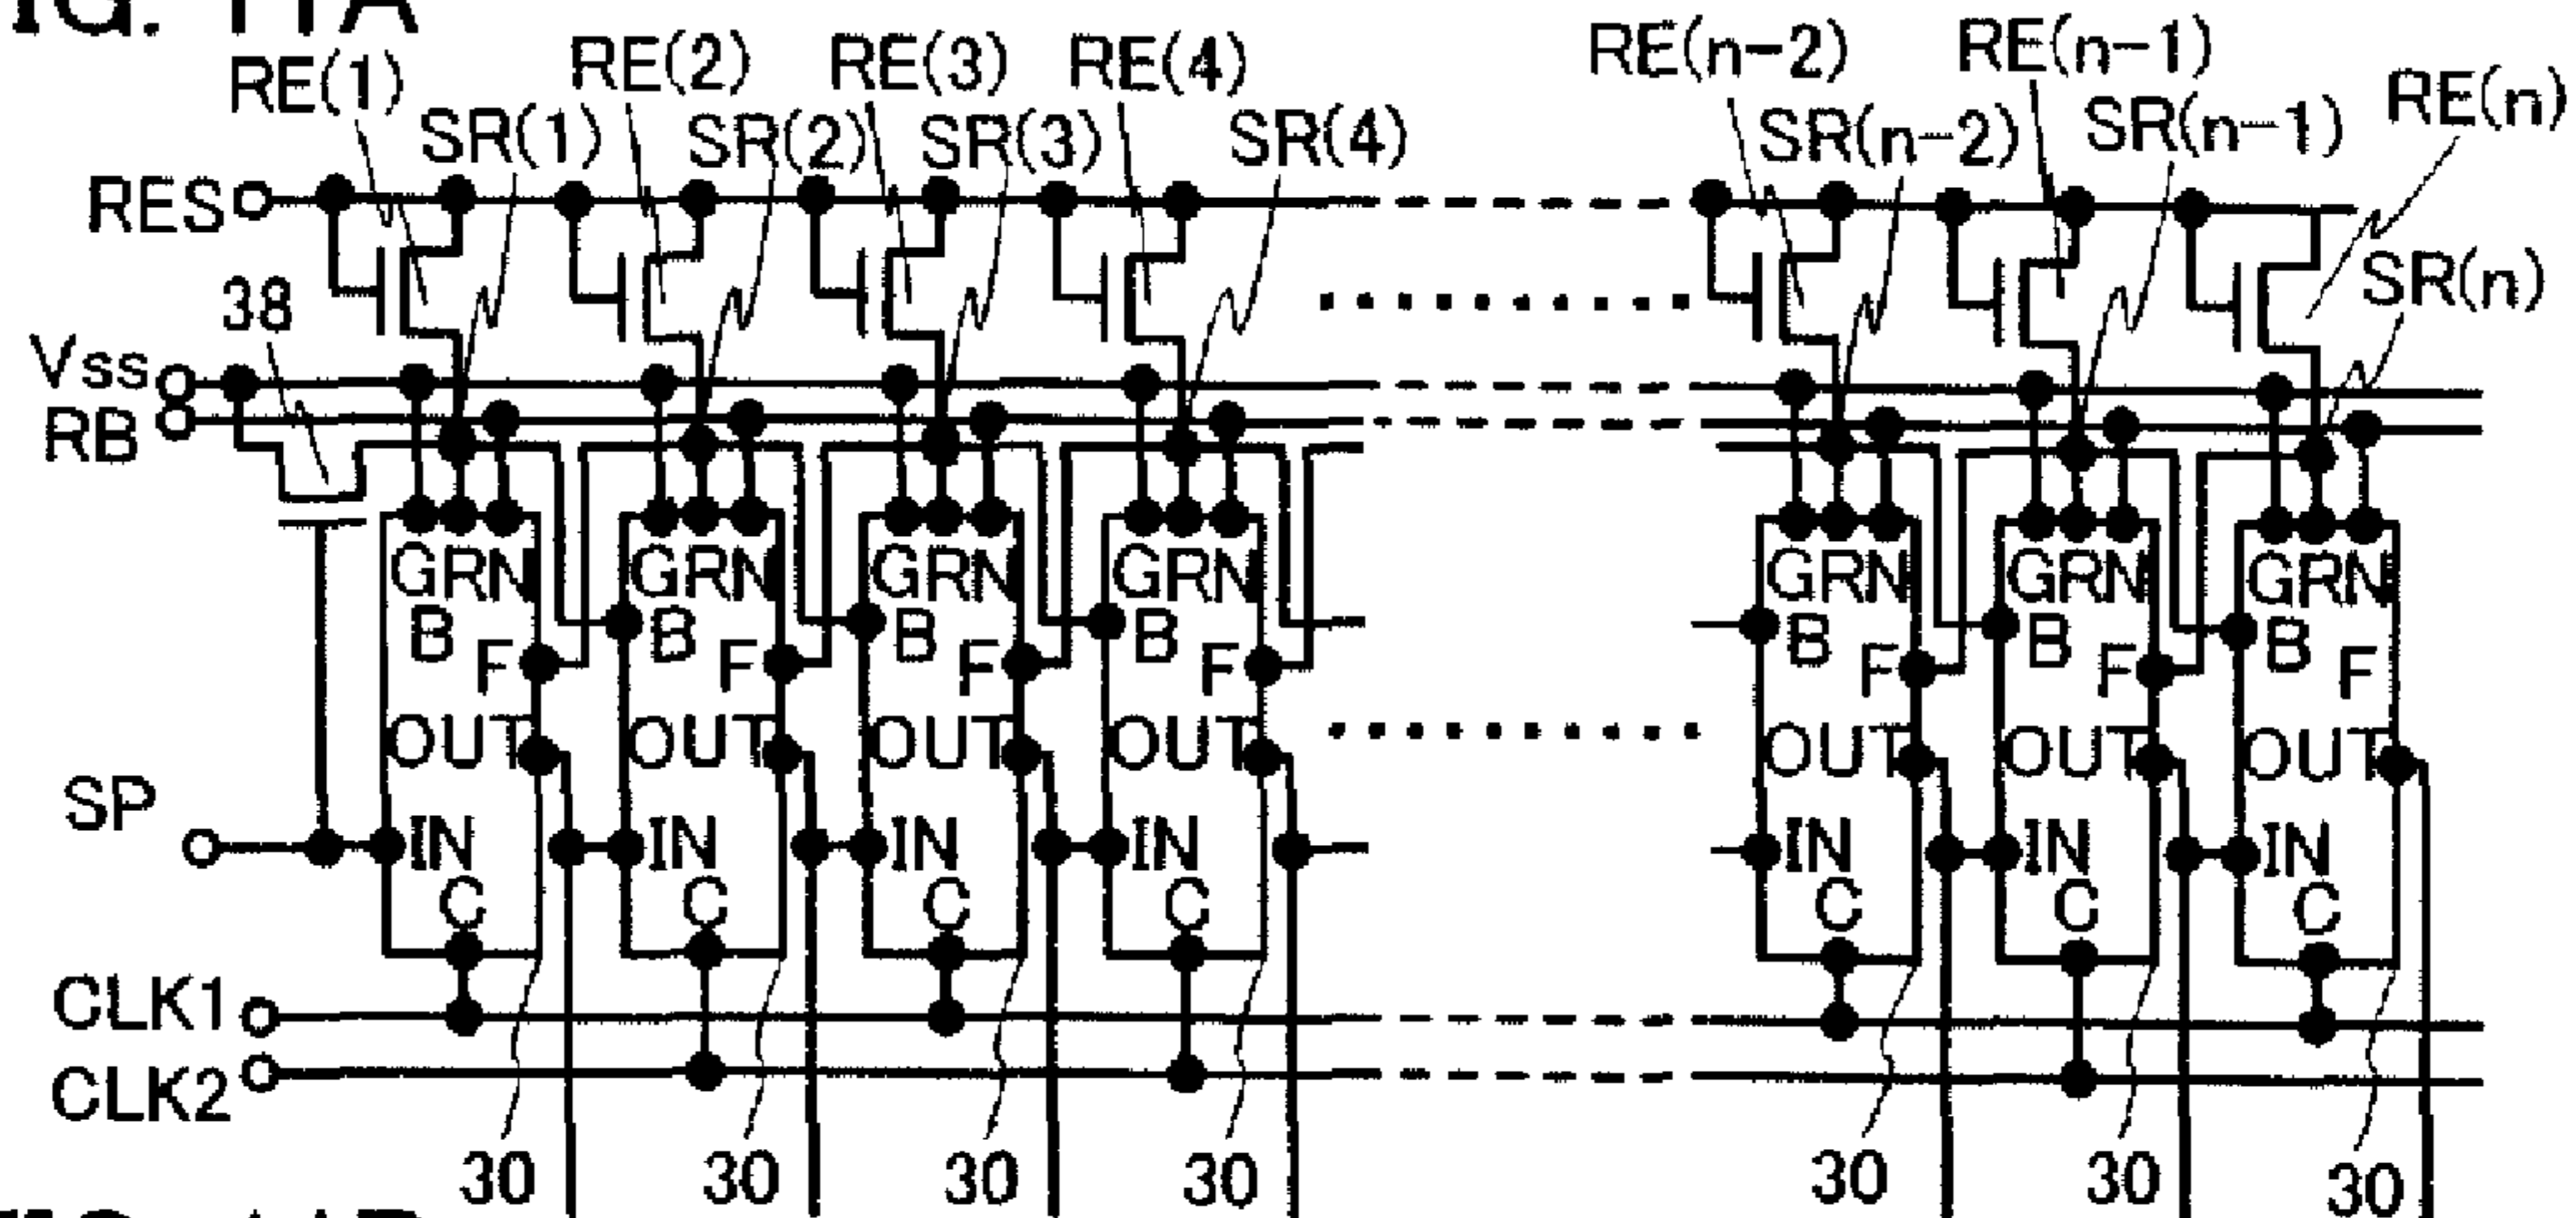 FIG. 11A
RE(1) RE(2) RE(3) RE(4) RE(n-2) RE(n-1) RE(n)
SR(1) SR(2) SR(3) SR(4) SR(n-2) SR(n-1)
RES
38 SR(n)
Vss
RB
GRN GRN GRN GRN GRN GRN GRN
B B B B B B B
F F F F F F F
OUT OUT OUT OUT OUT OUT OUT
SP
IN IN IN IN IN IN IN
C C C C C C C
CLK1
CLK2
30 30 30 30 30 30 30